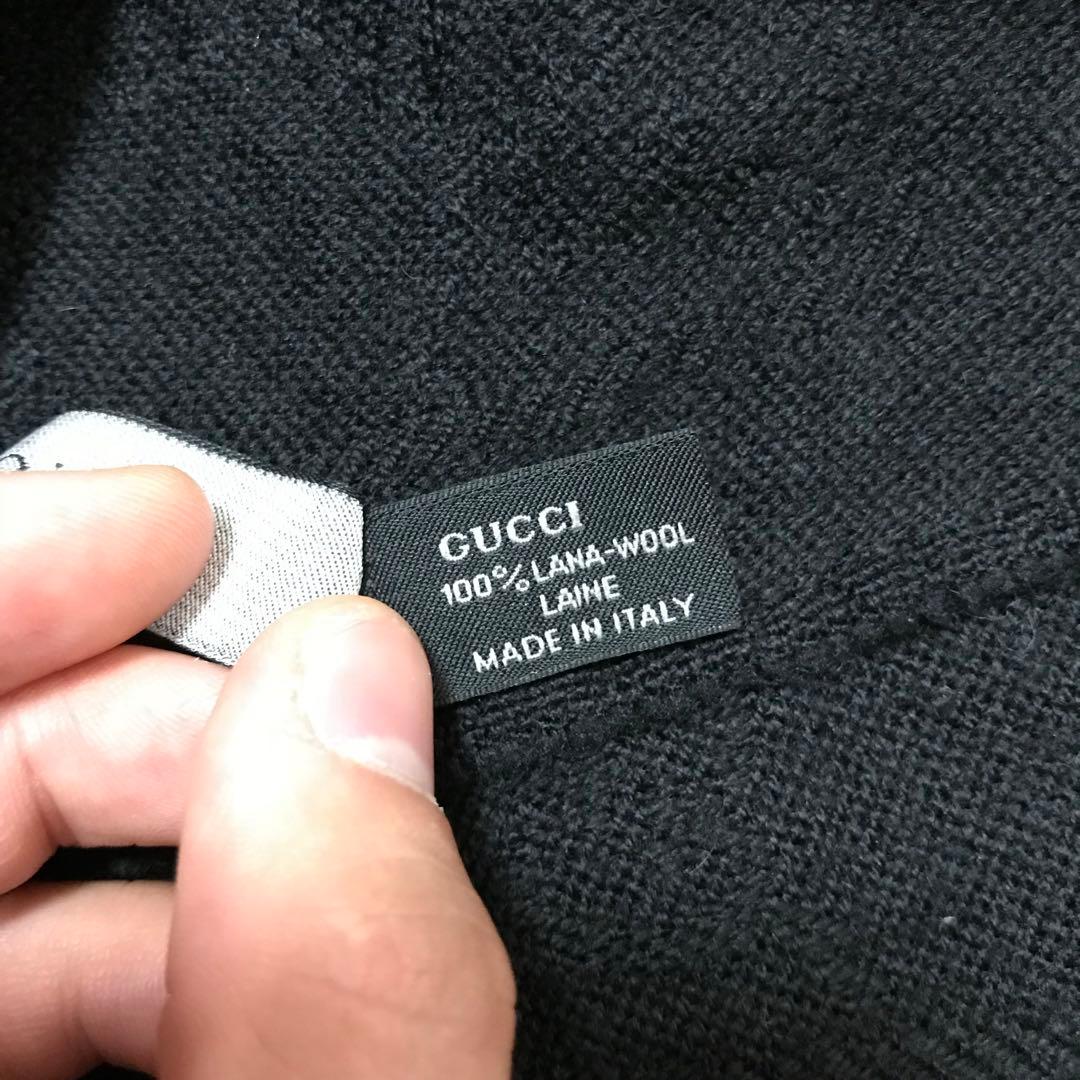 GUCCI
100% LANA-WOOL
LAINE
MADE IN ITALY